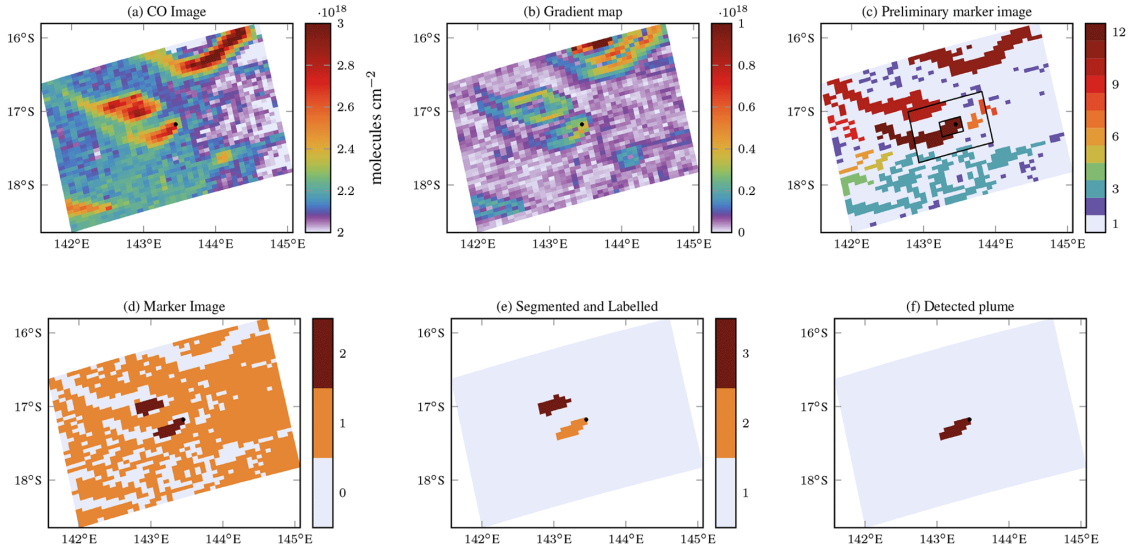 (a) CO Image
·10^18
16°S
17°S
18°S
142°E 143°E 144°E 145°E
3
2.8
2.6
2.4
2.2
2
molecules cm−2
(b) Gradient map
·10^18
16°S
17°S
18°S
142°E 143°E 144°E 145°E
1
0.8
0.6
0.4
0.2
0
(c) Preliminary marker image
16°S
17°S
18°S
142°E 143°E 144°E 145°E
12
11
9
7
6
5
3
1
(d) Marker Image
16°S
17°S
18°S
142°E 143°E 144°E 145°E
2
1
0
(e) Segmented and Labelled
16°S
17°S
18°S
142°E 143°E 144°E 145°E
3
2
1
(f) Detected plume
16°S
17°S
18°S
142°E 143°E 144°E 145°E